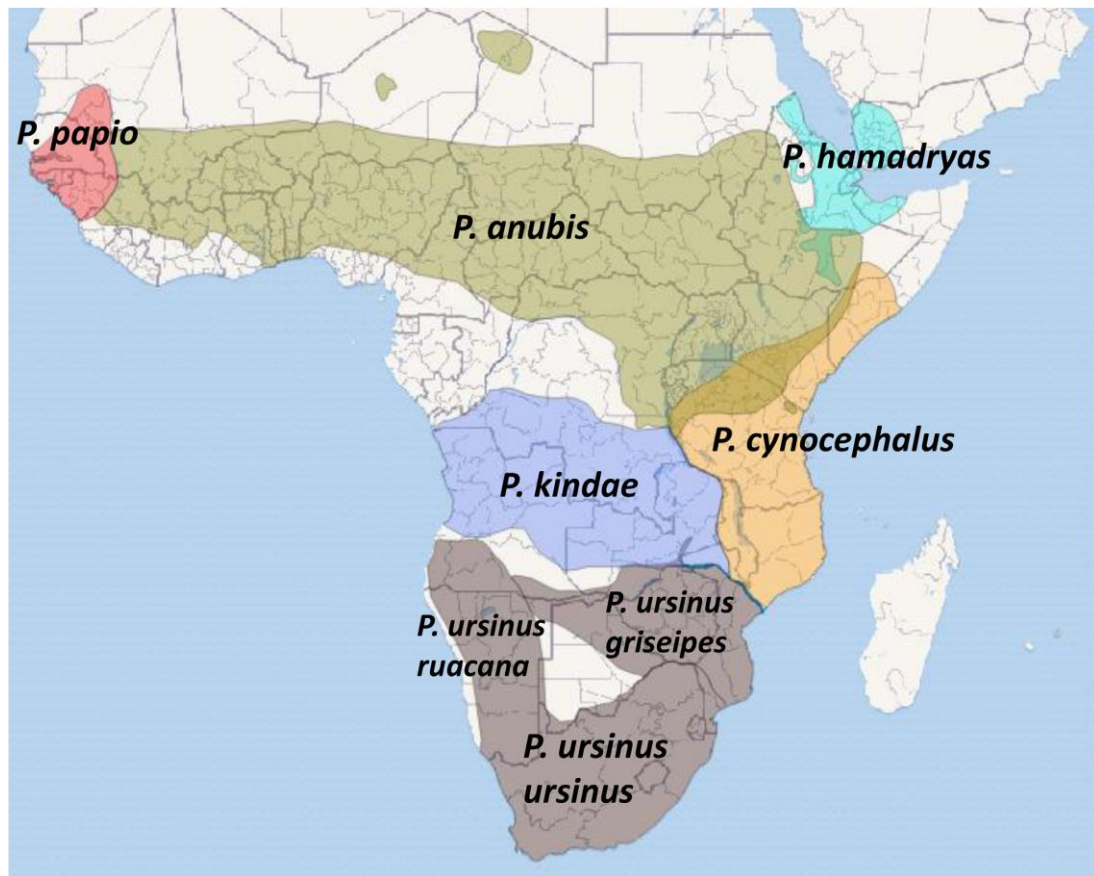 P. papio
P. hamadryas
P. anubis
P. cynocephalus
P. kindae
P. ursinus
griseipes
P. ursinus
ruacana
P. ursinus
ursinus